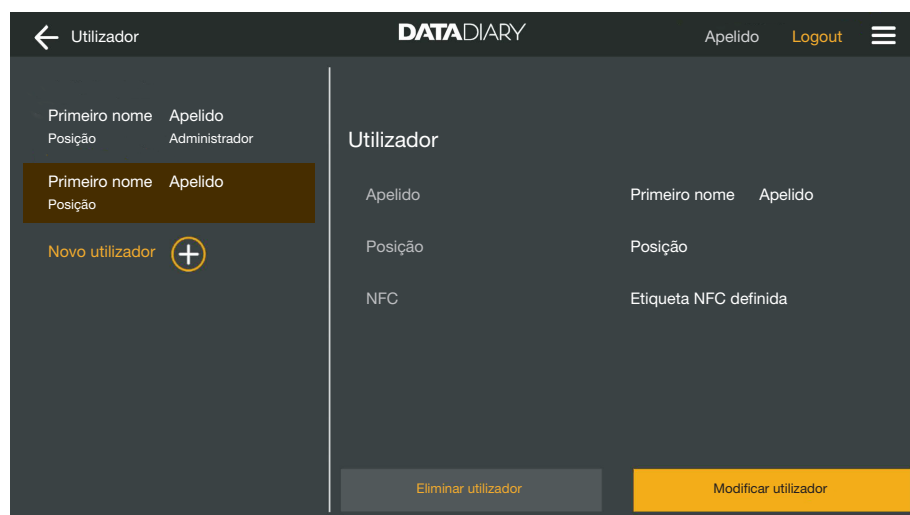 Utilizador DATADIARY Apelido Logout
Primeiro nome Apelido
Posição Administrador
Primeiro nome Apelido
Posição
Novo utilizador
Utilizador
Apelido Primeiro nome Apelido
Posição Posição
NFC Etiqueta NFC definida
Eliminar utilizador Modificar utilizador